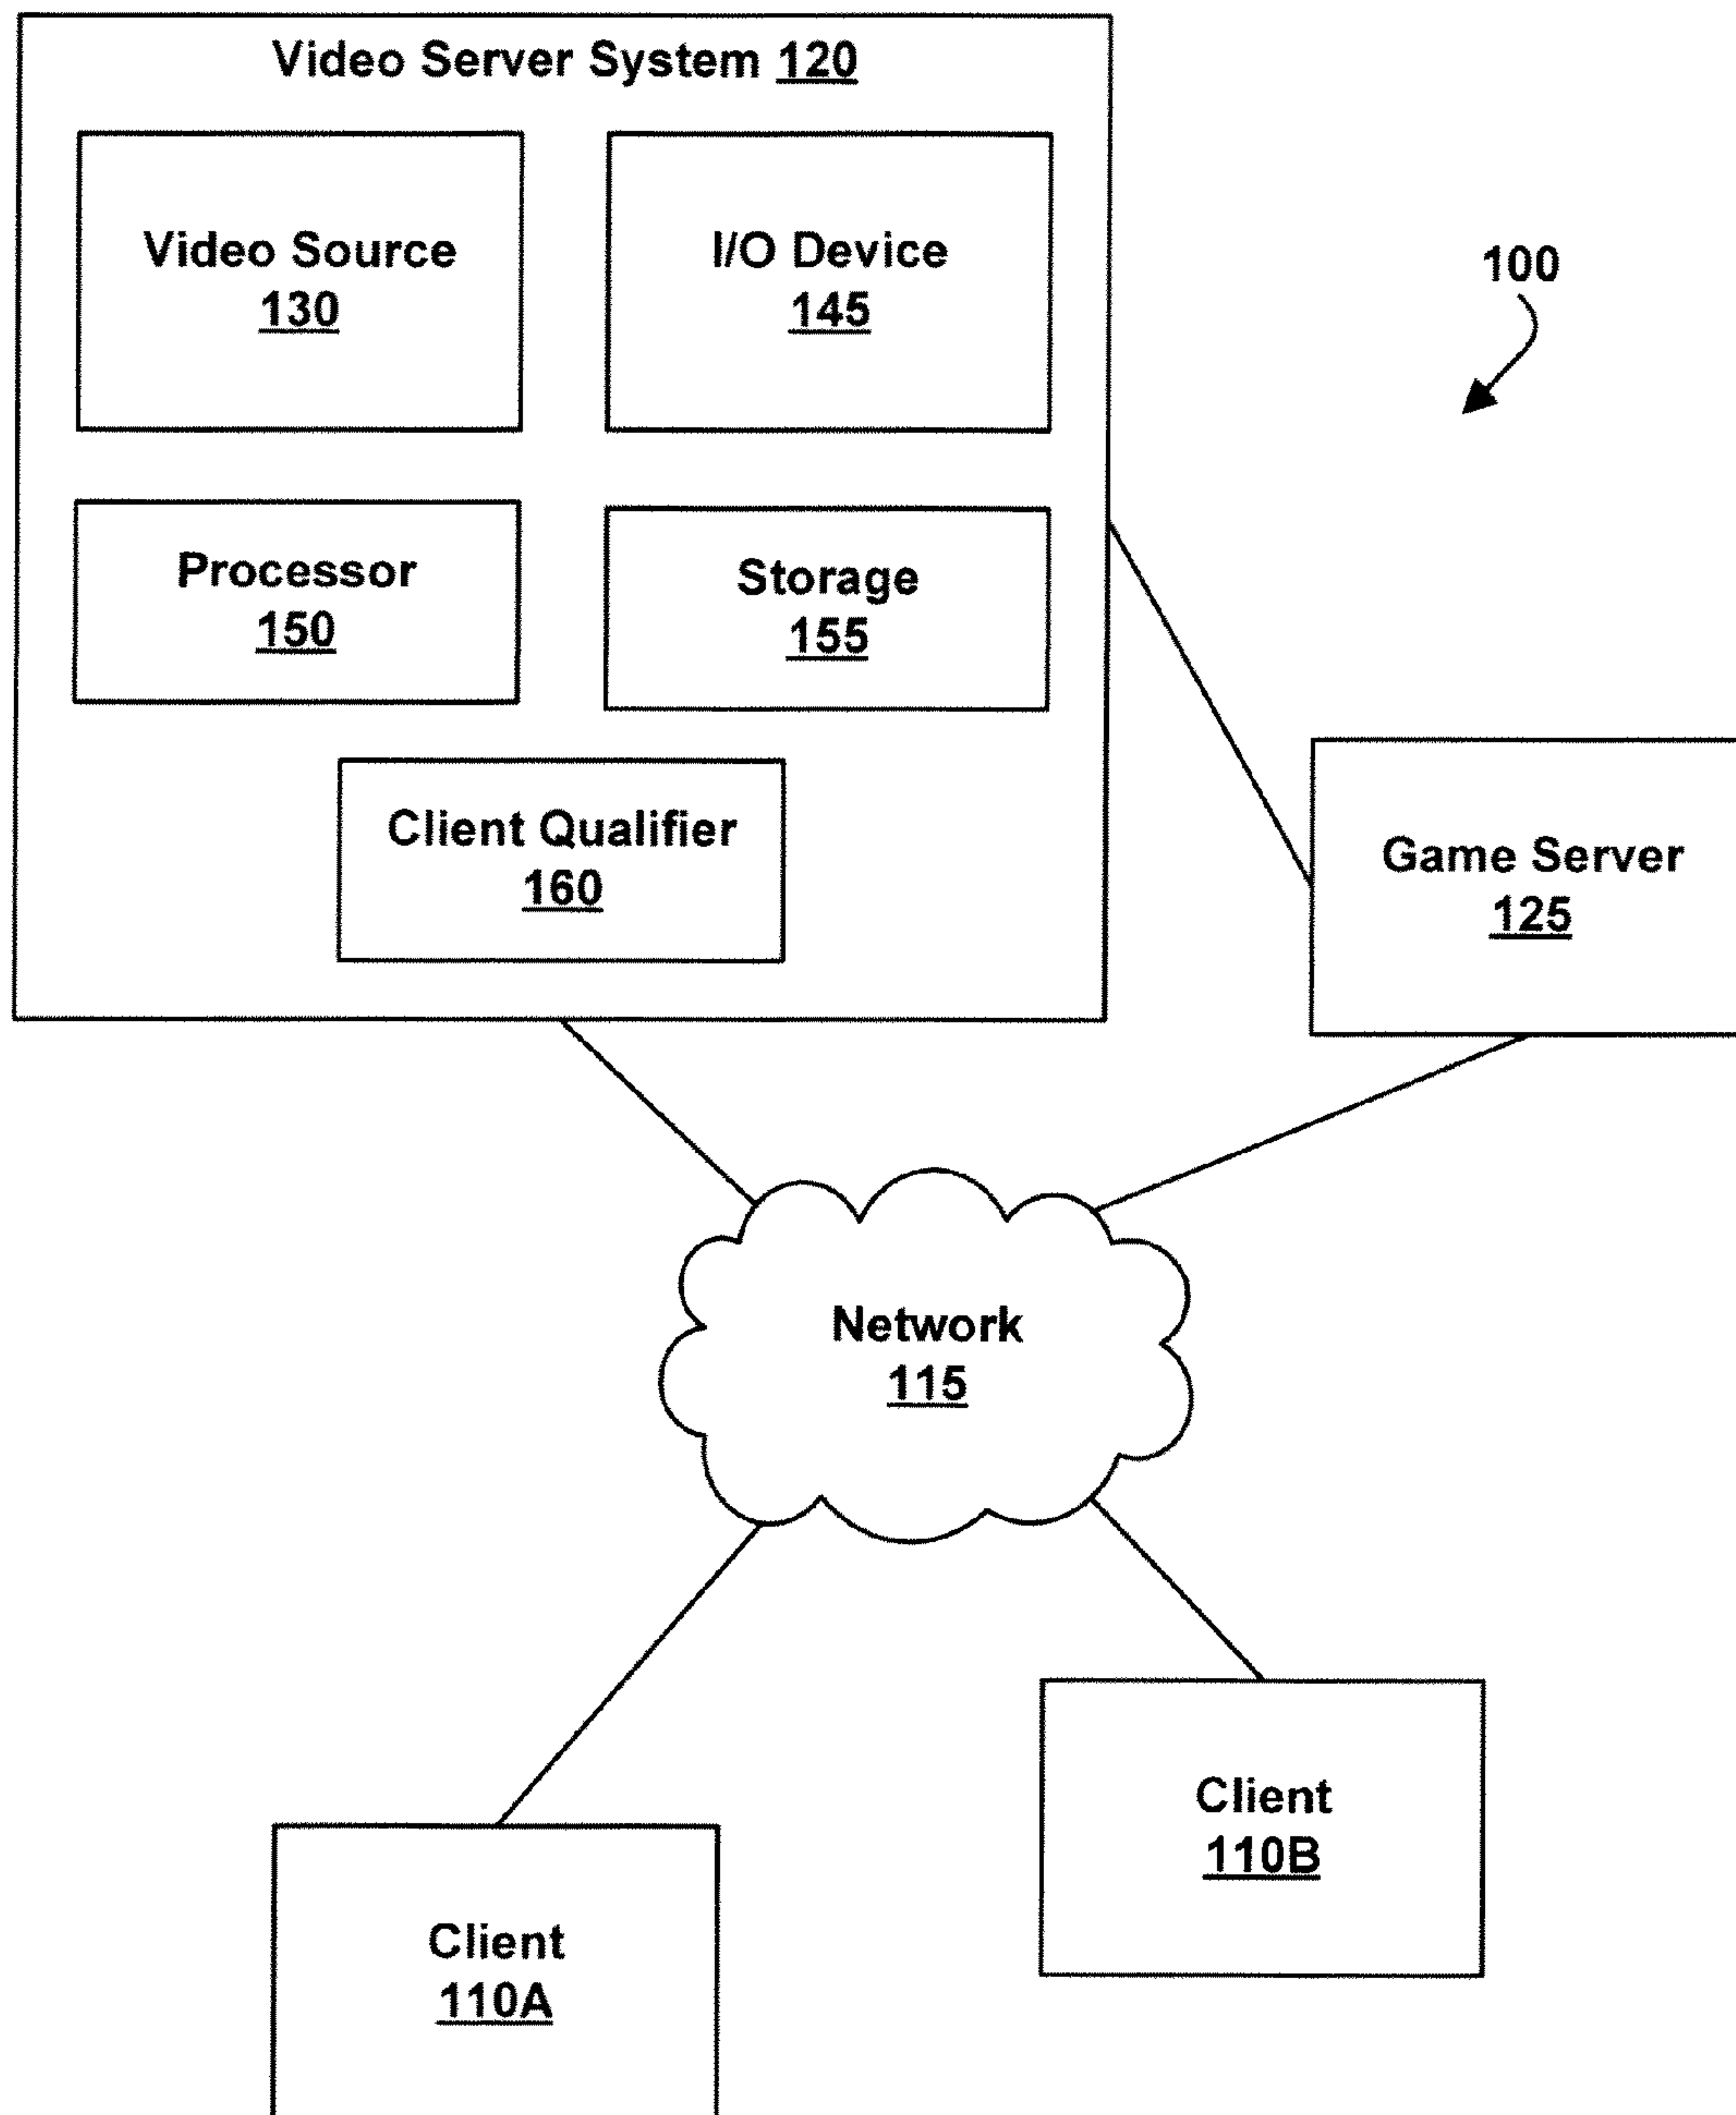 Video Server System 120
Video Source
130
I/O Device
145
100
Processor
150
Storage
155
Client Qualifier
160
Game Server
125
Network
115
Client
110B
Client
110A